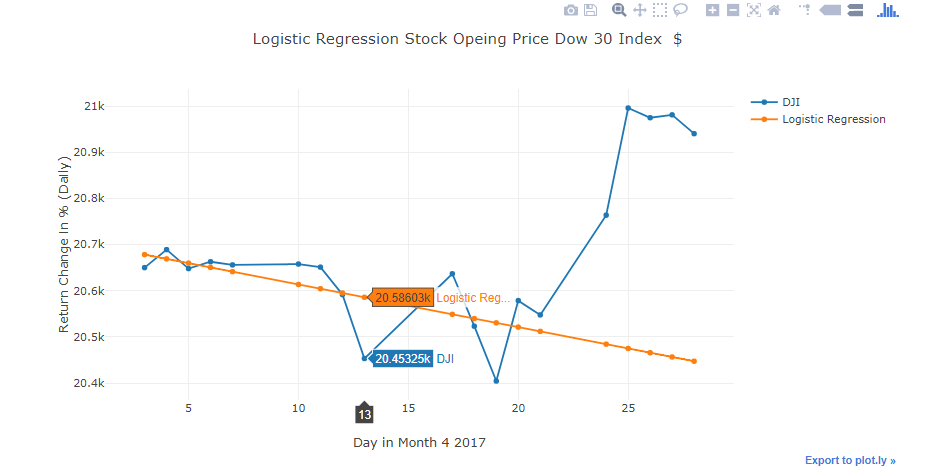 Logistic Regression Stock Opeing Price Dow 30 Index $
DJI
Logistic Regression
Return Change In % (Daily)
21k
20.9k
20.8k
20.7k
20.6k
20.5k
20.4k
20.58603k Logistic Reg...
20.45325k DJI
5
10
13
15
20
25
Day in Month 4 2017
Export to plot.ly »